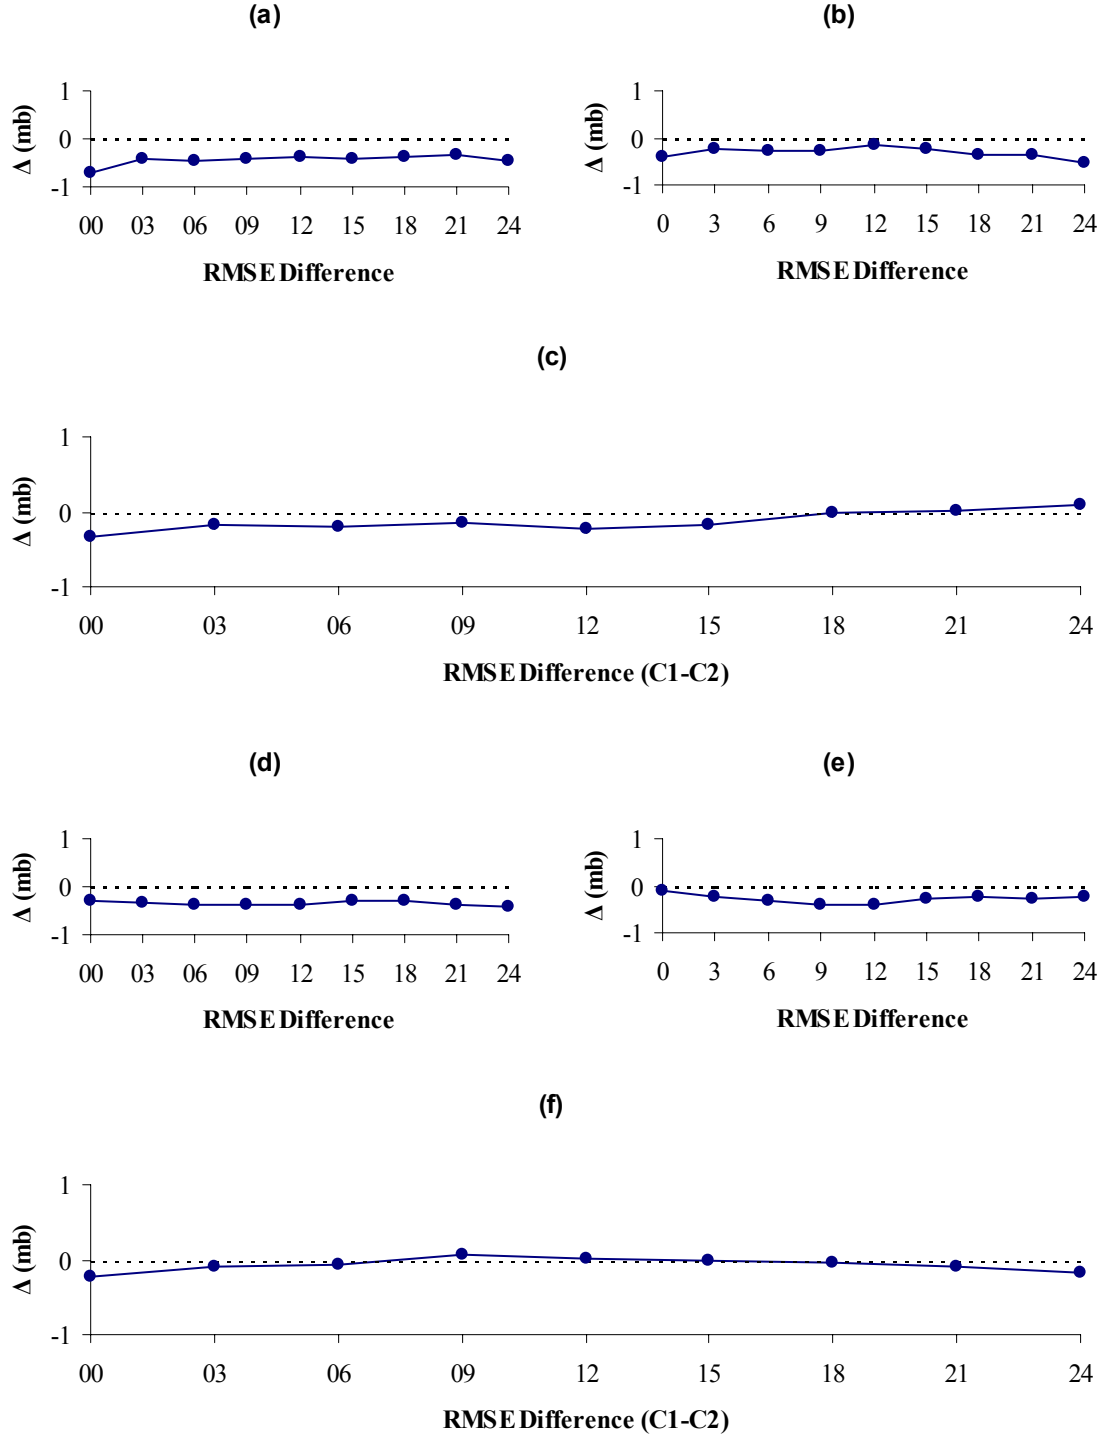 (a)
1
0
-1
Δ (mb)
00 03 06 09 12 15 18 21 24
RMSE Difference
(b)
1
0
-1
Δ (mb)
0 3 6 9 12 15 18 21 24
RMSE Difference
(c)
1
0
-1
Δ (mb)
00 03 06 09 12 15 18 21 24
RMSE Difference (C1-C2)
(d)
1
0
-1
Δ (mb)
00 03 06 09 12 15 18 21 24
RMSE Difference
(e)
1
0
-1
Δ (mb)
0 3 6 9 12 15 18 21 24
RMSE Difference
(f)
1
0
-1
Δ (mb)
00 03 06 09 12 15 18 21 24
RMSE Difference (C1-C2)